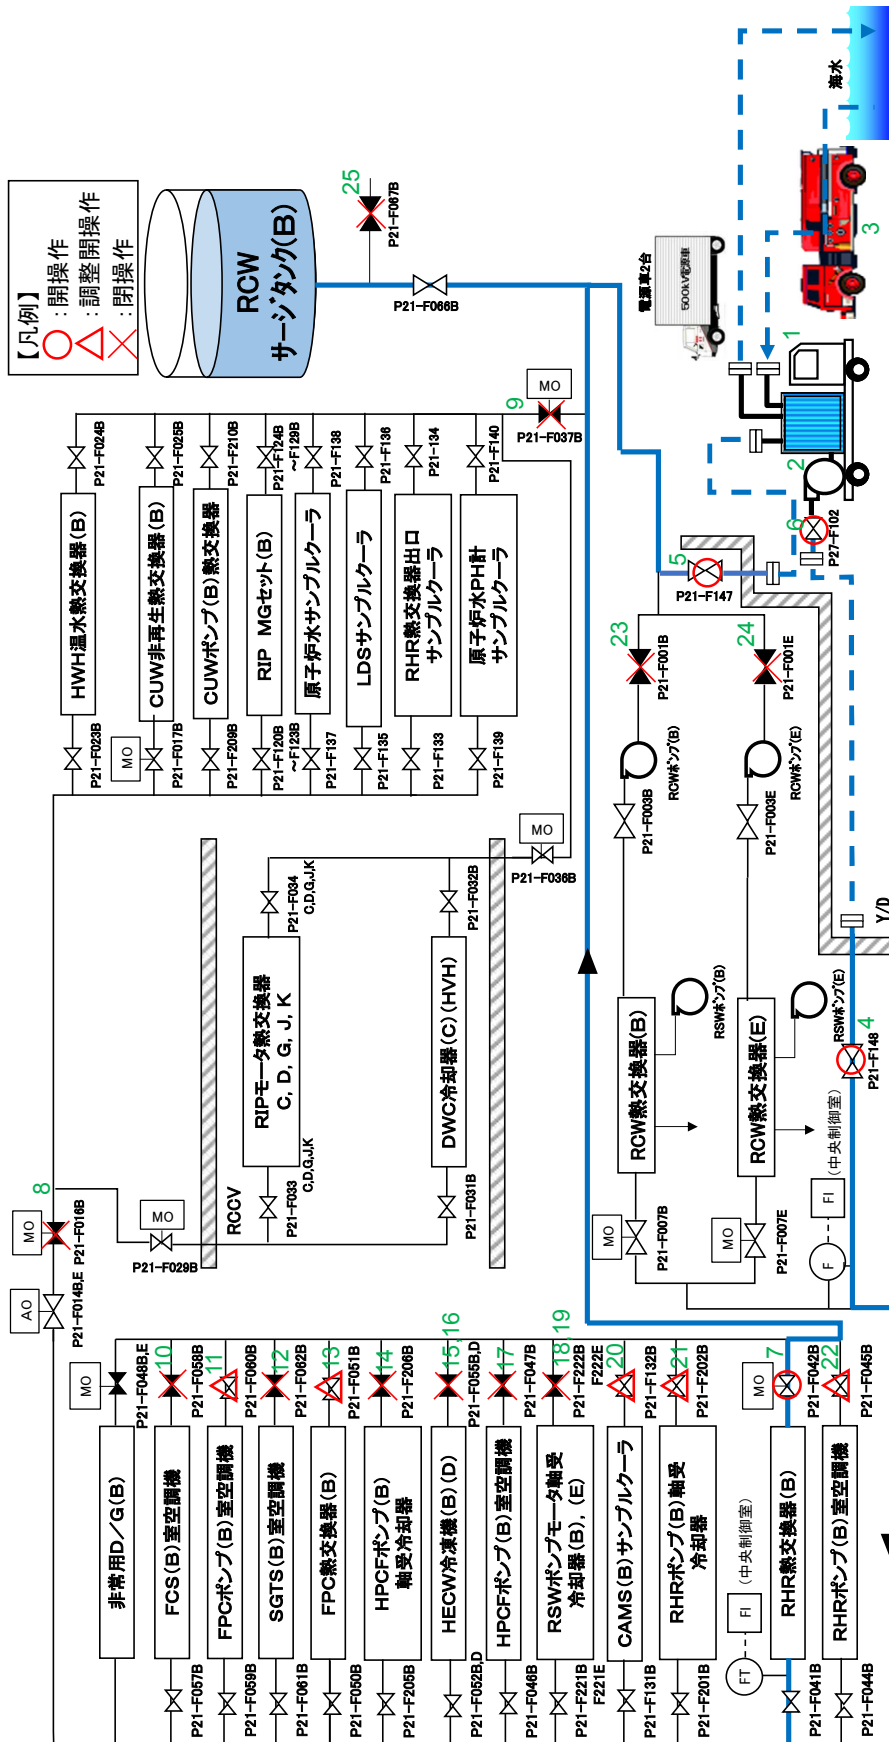 【凡例】
○：開操作
△：調整開操作
×：閉操作
RCW
サージタンク(B)
25
P21-F067B
P21-F066B
海水
3
電源車2台
500kV電源車
1
2
6
P27-F102
5
P21-F147
9
MO
P21-F037B
P21-F024B
HWH温水熱交換器(B)
P21-F023B
P21-F025B
CUW非再生熱交換器(B)
MO
P21-F017B
P21-F210B
CUWポンプ(B)熱交換器
P21-F209B
P21-F124B
～F129B
RIP MGセット(B)
P21-F120B
～F123B
P21-F138
原子炉水サンプルクーラ
P21-F137
P21-F136
LDSサンプルクーラ
P21-F135
P21-134
RHR熱交換器出口
サンプルクーラ
P21-F133
P21-F140
原子炉水PH計
サンプルクーラ
P21-F139
23
P21-F001B
24
P21-F001E
RCWポンプ(B)
RCWポンプ(E)
P21-F003B
P21-F003E
MO
P21-F036B
P21-F034
C,D,G,J,K
RIPモータ熱交換器
C, D, G, J, K
P21-F033
C,D,G,J,K
P21-F032B
DWC冷却器(C)(HVH)
P21-F031B
RCCV
RSWポンプ(B)
RCW熱交換器(B)
RSWポンプ(E)
RCW熱交換器(E)
Y/D
4
P21-F148
MO
P21-F007B
MO
P21-F007E
(中央制御室)
FI
F
8
MO
P21-F016B
MO
P21-F029B
AO
P21-F014B,E
MO
P21-F048B,E
非常用D／G(B)
10
P21-F058B
FCS(B)室空調機
P21-F057B
11
P21-F060B
FPCポンプ(B)室空調機
P21-F059B
12
P21-F062B
SGTS(B)室空調機
P21-F061B
13
P21-F051B
FPC熱交換器(B)
P21-F050B
14
P21-F206B
HPCFポンプ(B)
軸受冷却器
P21-F205B
15,16
P21-F055B,D
HECW冷凍機(B)(D)
P21-F052B,D
17
P21-F047B
HPCFポンプ(B)室空調機
P21-F046B
18,19
P21-F222B
F222E
RSWポンプモータ軸受
冷却器(B), (E)
P21-F221B
F221E
20
P21-F132B
CAMS(B)サンプルクーラ
P21-F131B
21
P21-F202B
RHRポンプ(B)軸受
冷却器
P21-F201B
7
MO
P21-F042B
RHR熱交換器(B)
P21-F041B
(中央制御室)
FI
FT
22
P21-F045B
RHRポンプ(B)室空調機
P21-F044B